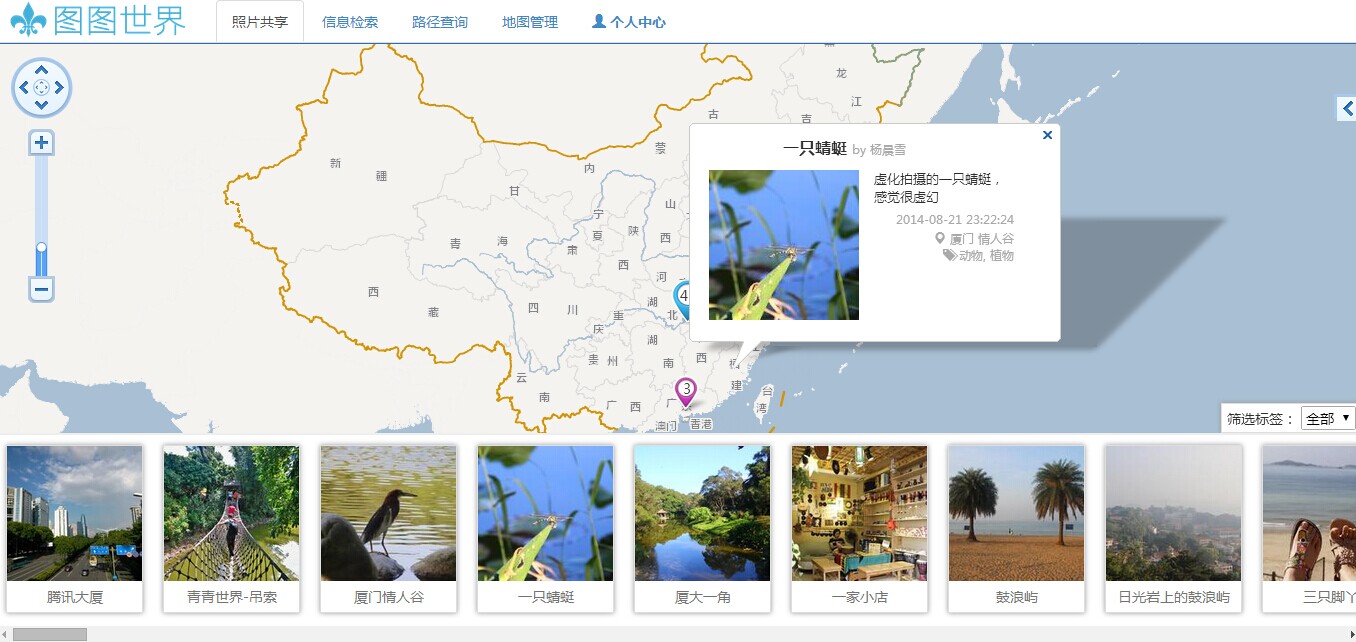 图图世界
照片共享
信息检索
路径查询
地图管理
个人中心
黑
龙
江
吉
古
蒙
内
新
疆
甘
肃
宁
夏
青
海
陕
西
山
西
河
西
藏
四
川
重
庆
湖
北
湖
南
贵
州
云
南
广
西
广
西
福
建
台
湾
澳门
香港
4
3
一只蜻蜓 by 杨晨雪
虚化拍摄的一只蜻蜓，
感觉很虚幻
2014-08-21 23:22:24
厦门 情人谷
动物, 植物
筛选标签： 全部
腾讯大厦
青青世界-吊索
厦门情人谷
一只蜻蜓
厦大一角
一家小店
鼓浪屿
日光岩上的鼓浪屿
三只脚丫